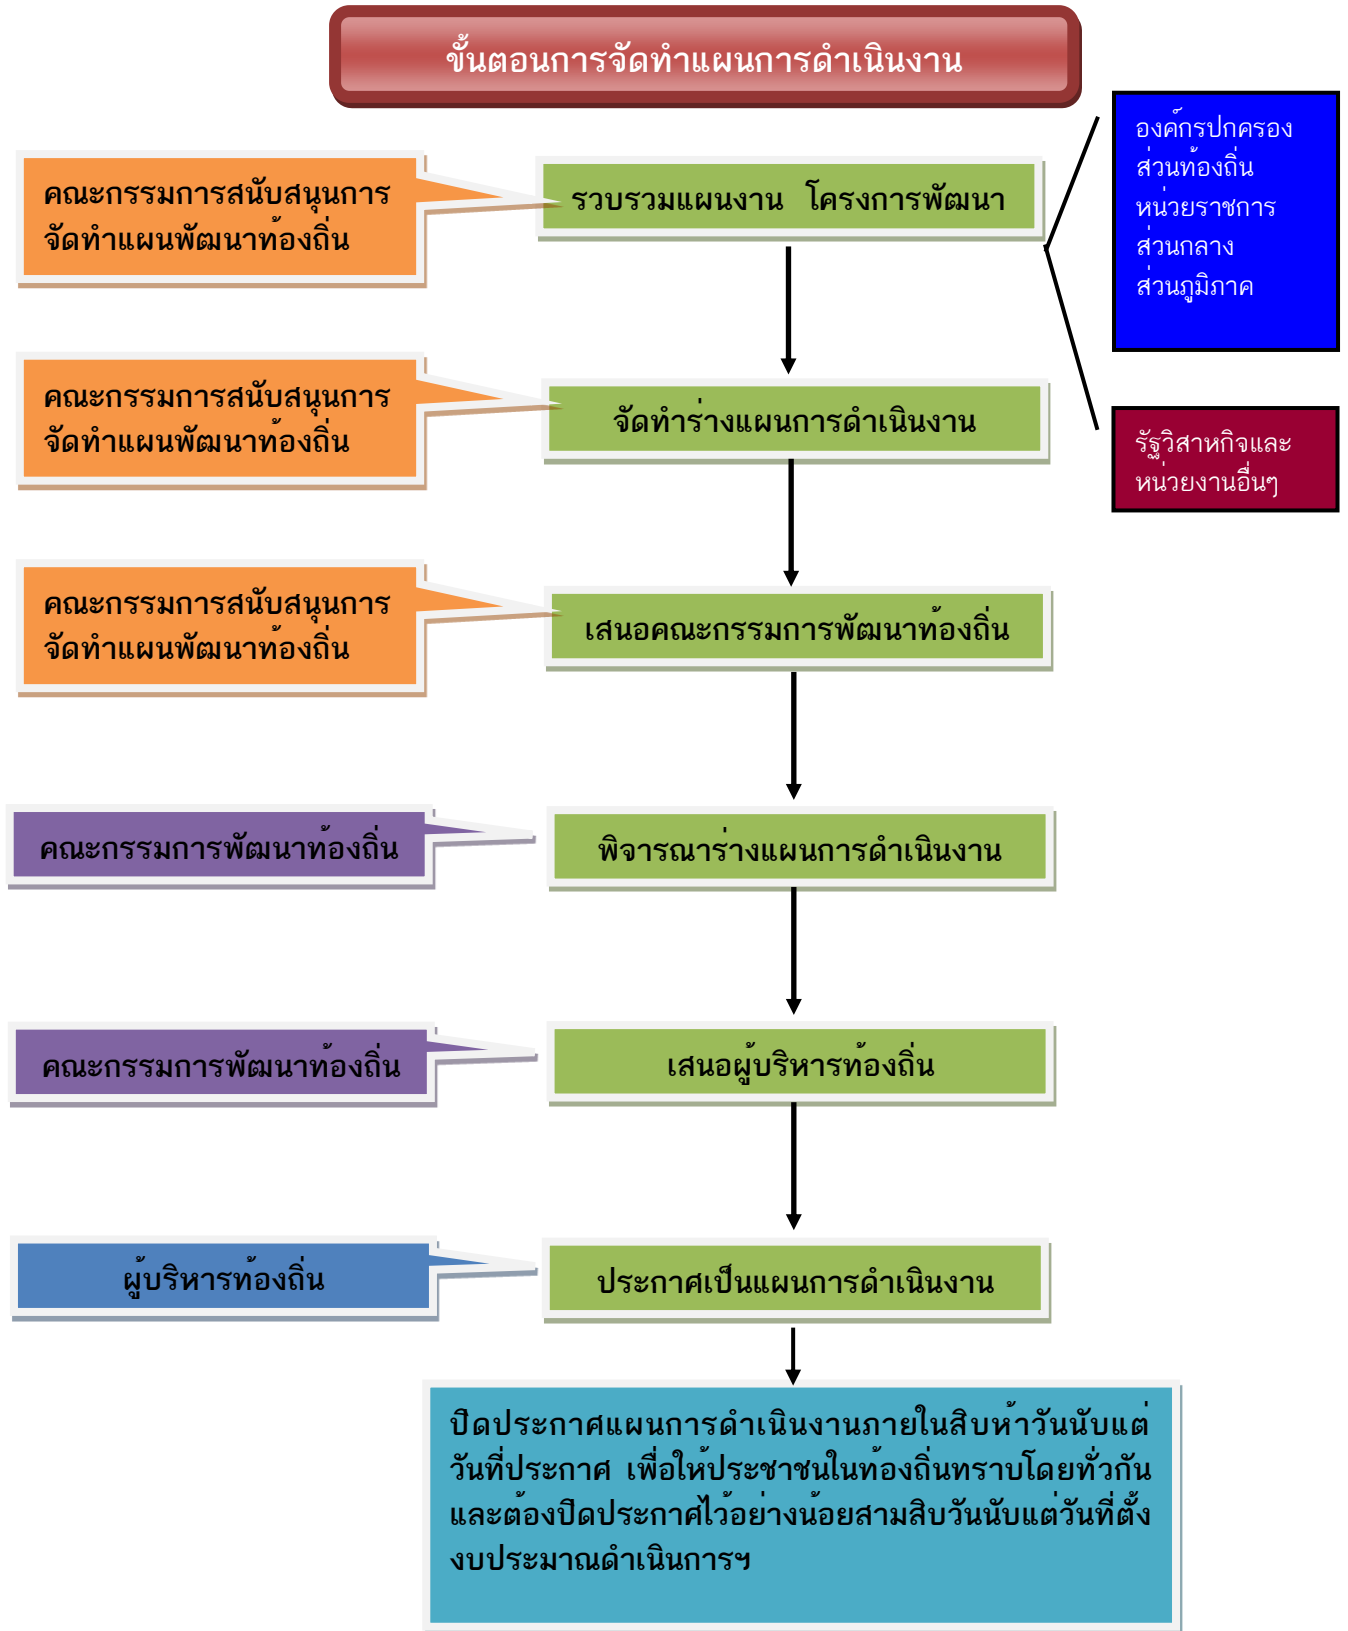 ขั้นตอนการจัดทำแผนการดำเนินงาน
คณะกรรมการสนับสนุนการ
จัดทำแผนพัฒนาท้องถิ่น
รวบรวมแผนงาน โครงการพัฒนา
องค์กรปกครอง
ส่วนท้องถิ่น
หน่วยราชการ
ส่วนกลาง
ส่วนภูมิภาค
คณะกรรมการสนับสนุนการ
จัดทำแผนพัฒนาท้องถิ่น
จัดทำร่างแผนการดำเนินงาน
รัฐวิสาหกิจและ
หน่วยงานอื่นๆ
คณะกรรมการสนับสนุนการ
จัดทำแผนพัฒนาท้องถิ่น
เสนอคณะกรรมการพัฒนาท้องถิ่น
คณะกรรมการพัฒนาท้องถิ่น
พิจารณาร่างแผนการดำเนินงาน
คณะกรรมการพัฒนาท้องถิ่น
เสนอผู้บริหารท้องถิ่น
ผู้บริหารท้องถิ่น
ประกาศเป็นแผนการดำเนินงาน
ปิดประกาศแผนการดำเนินงานภายในสิบห้าวันนับแต่
วันที่ประกาศ เพื่อให้ประชาชนในท้องถิ่นทราบโดยทั่วกัน
และต้องปิดประกาศไว้อย่างน้อยสามสิบวันนับแต่วันที่ตั้ง
งบประมาณดำเนินการฯ